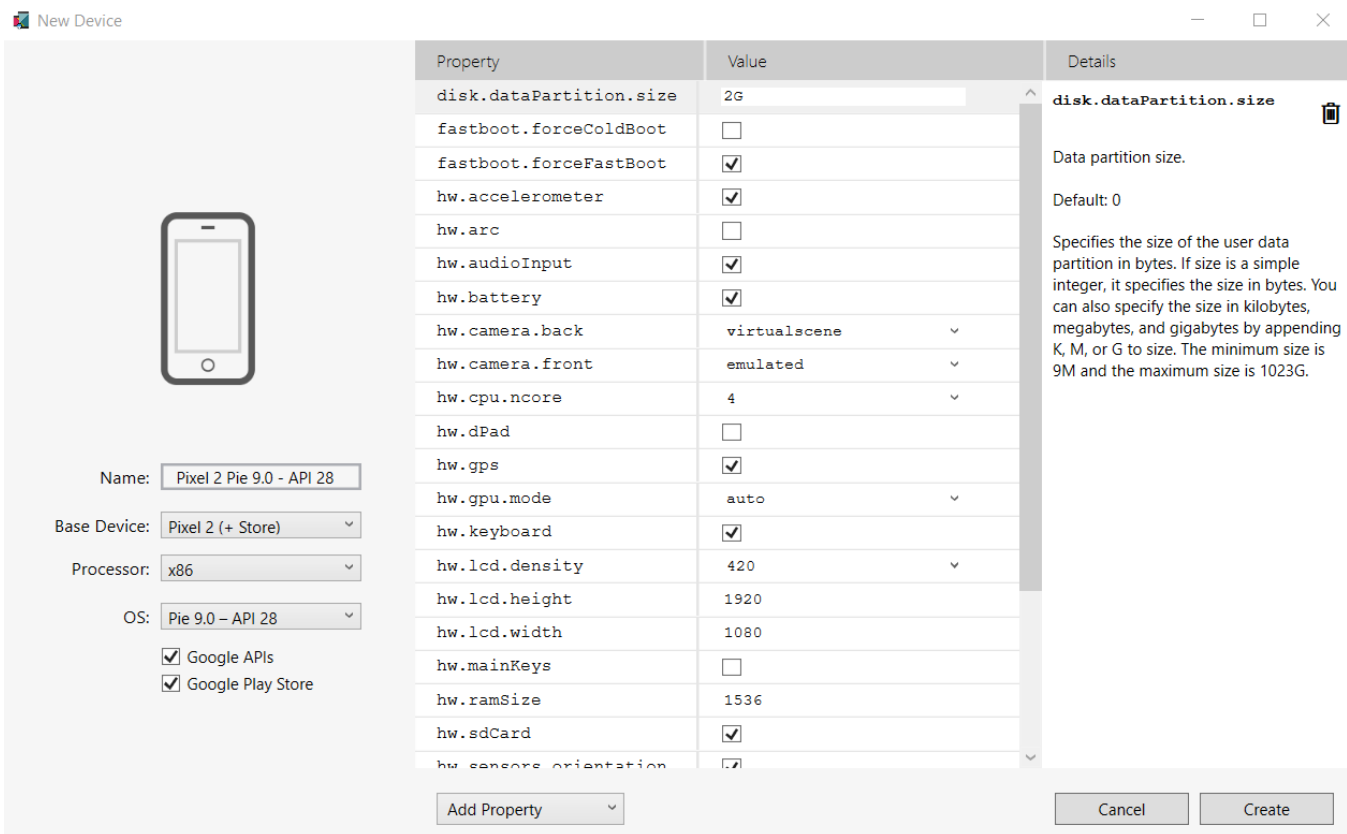 New Device
Property Value Details
disk.dataPartition.size 2G
fastboot.forceColdBoot
fastboot.forceFastBoot
hw.accelerometer
hw.arc
hw.audioInput
hw.battery
hw.camera.back virtualscene
hw.camera.front emulated
hw.cpu.ncore 4
hw.dPad
hw.gps
hw.gpu.mode auto
hw.keyboard
hw.lcd.density 420
hw.lcd.height 1920
hw.lcd.width 1080
hw.mainKeys
hw.ramSize 1536
hw.sdCard
hw.sensors.orientation
disk.dataPartition.size
Data partition size.
Default: 0
Specifies the size of the user data
partition in bytes. If size is a simple
integer, it specifies the size in bytes. You
can also specify the size in kilobytes,
megabytes, and gigabytes by appending
K, M, or G to size. The minimum size is
9M and the maximum size is 1023G.
Name: Pixel 2 Pie 9.0 - API 28
Base Device: Pixel 2 (+ Store)
Processor: x86
OS: Pie 9.0 – API 28
Google APIs
Google Play Store
Add Property
Cancel
Create